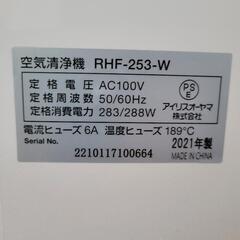 空気清浄機 RHF-253-W
定格電圧 AC100V
定格周波数 50/60Hz
定格消費電力 283/288W
PS
E
アイリスオーヤマ
株式会社
電流ヒューズ 6A 温度ヒューズ 189℃
Serial No.
2210117100664
2021年製
MADE IN CHINA